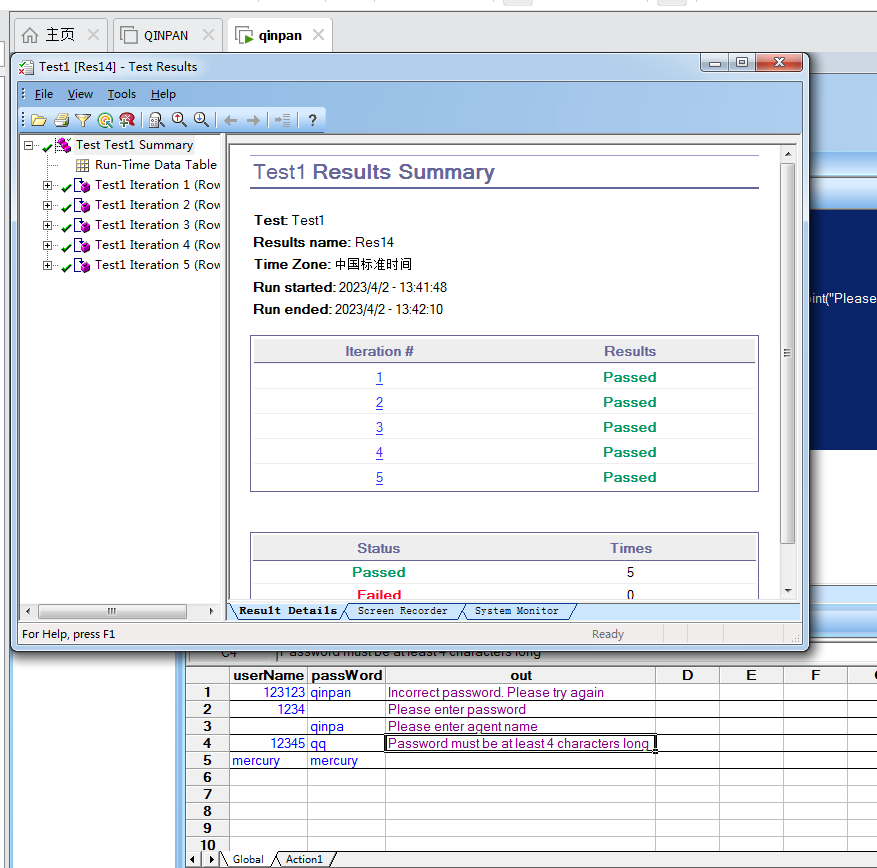 主页 QINPAN qinpan
Test1 [Res14] - Test Results
File View Tools Help
Test Test1 Summary
Run-Time Data Table
Test1 Iteration 1 (Row
Test1 Iteration 2 (Row
Test1 Iteration 3 (Row
Test1 Iteration 4 (Row
Test1 Iteration 5 (Row
Test1 Results Summary
Test: Test1
Results name: Res14
Time Zone: 中国标准时间
Run started: 2023/4/2 - 13:41:48
Run ended: 2023/4/2 - 13:42:10
Iteration # Results
1 Passed
2 Passed
3 Passed
4 Passed
5 Passed
Status Times
Passed 5
Failed 0
Result Details Screen Recorder System Monitor
For Help, press F1 Ready
int("Please
C4 Password must be at least 4 characters long
userName passWord out D E F
1 123123 qinpan Incorrect password. Please try again
2 1234 Please enter password
3 qinpa Please enter agent name
4 12345 qq Password must be at least 4 characters long
5 mercury mercury
6
7
8
9
10
Global Action1